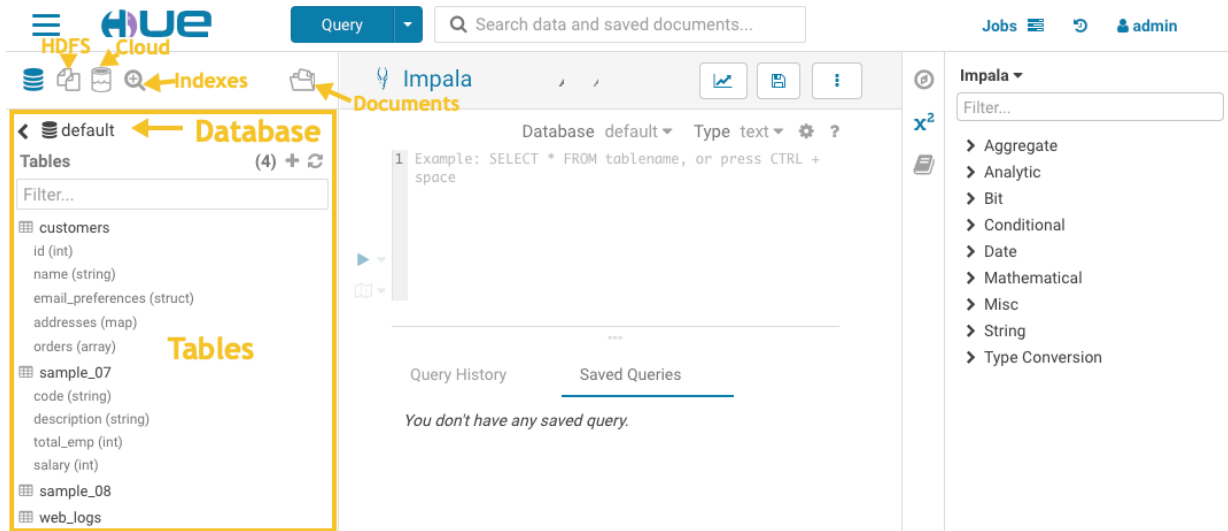 HUE
Query
Search data and saved documents...
Jobs
admin
HDFS
Cloud
Indexes
Documents
default
Database
Tables
(4)
Filter...
customers
id (int)
name (string)
email_preferences (struct)
addresses (map)
orders (array)
Tables
sample_07
code (string)
description (string)
total_emp (int)
salary (int)
sample_08
web_logs
Impala
Database default Type text ?
1 Example: SELECT * FROM tablename, or press CTRL +
space
Query History Saved Queries
You don't have any saved query.
x²
Impala
Filter...
Aggregate
Analytic
Bit
Conditional
Date
Mathematical
Misc
String
Type Conversion